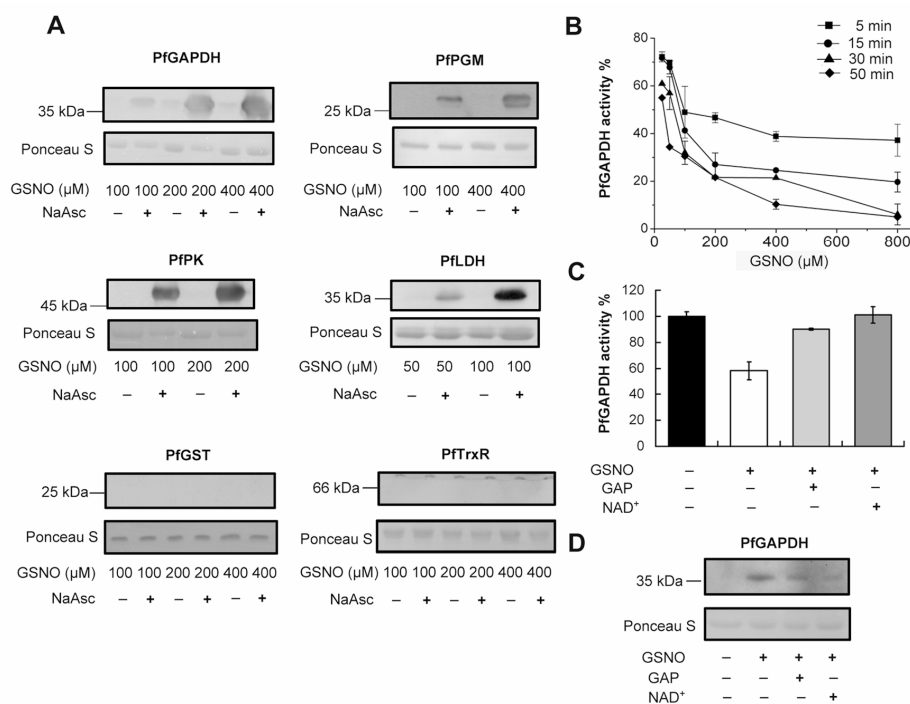 A
PfGAPDH
35 kDa
Ponceau S
GSNO (µM) 100 100 200 200 400 400
NaAsc – + – + – +
PfPGM
25 kDa
Ponceau S
GSNO (µM) 100 100 400 400
NaAsc – + – +
PfPK
45 kDa
Ponceau S
GSNO (µM) 100 100 200 200
NaAsc – + – +
PfLDH
35 kDa
Ponceau S
GSNO (µM) 50 50 100 100
NaAsc – + – +
PfGST
25 kDa
Ponceau S
GSNO (µM) 100 100 200 200 400 400
NaAsc – + – + – +
PfTrxR
66 kDa
Ponceau S
GSNO (µM) 100 100 200 200 400 400
NaAsc – + – + – +
B
5 min
15 min
30 min
50 min
PfGAPDH activity %
80
60
40
20
0
0 200 400 600 800
GSNO (µM)
C
PfGAPDH activity %
120
100
80
60
40
20
0
GSNO – + + +
GAP – – + –
NAD⁺ – – – +
D
PfGAPDH
35 kDa
Ponceau S
GSNO – + + +
GAP – – + –
NAD⁺ – – – +